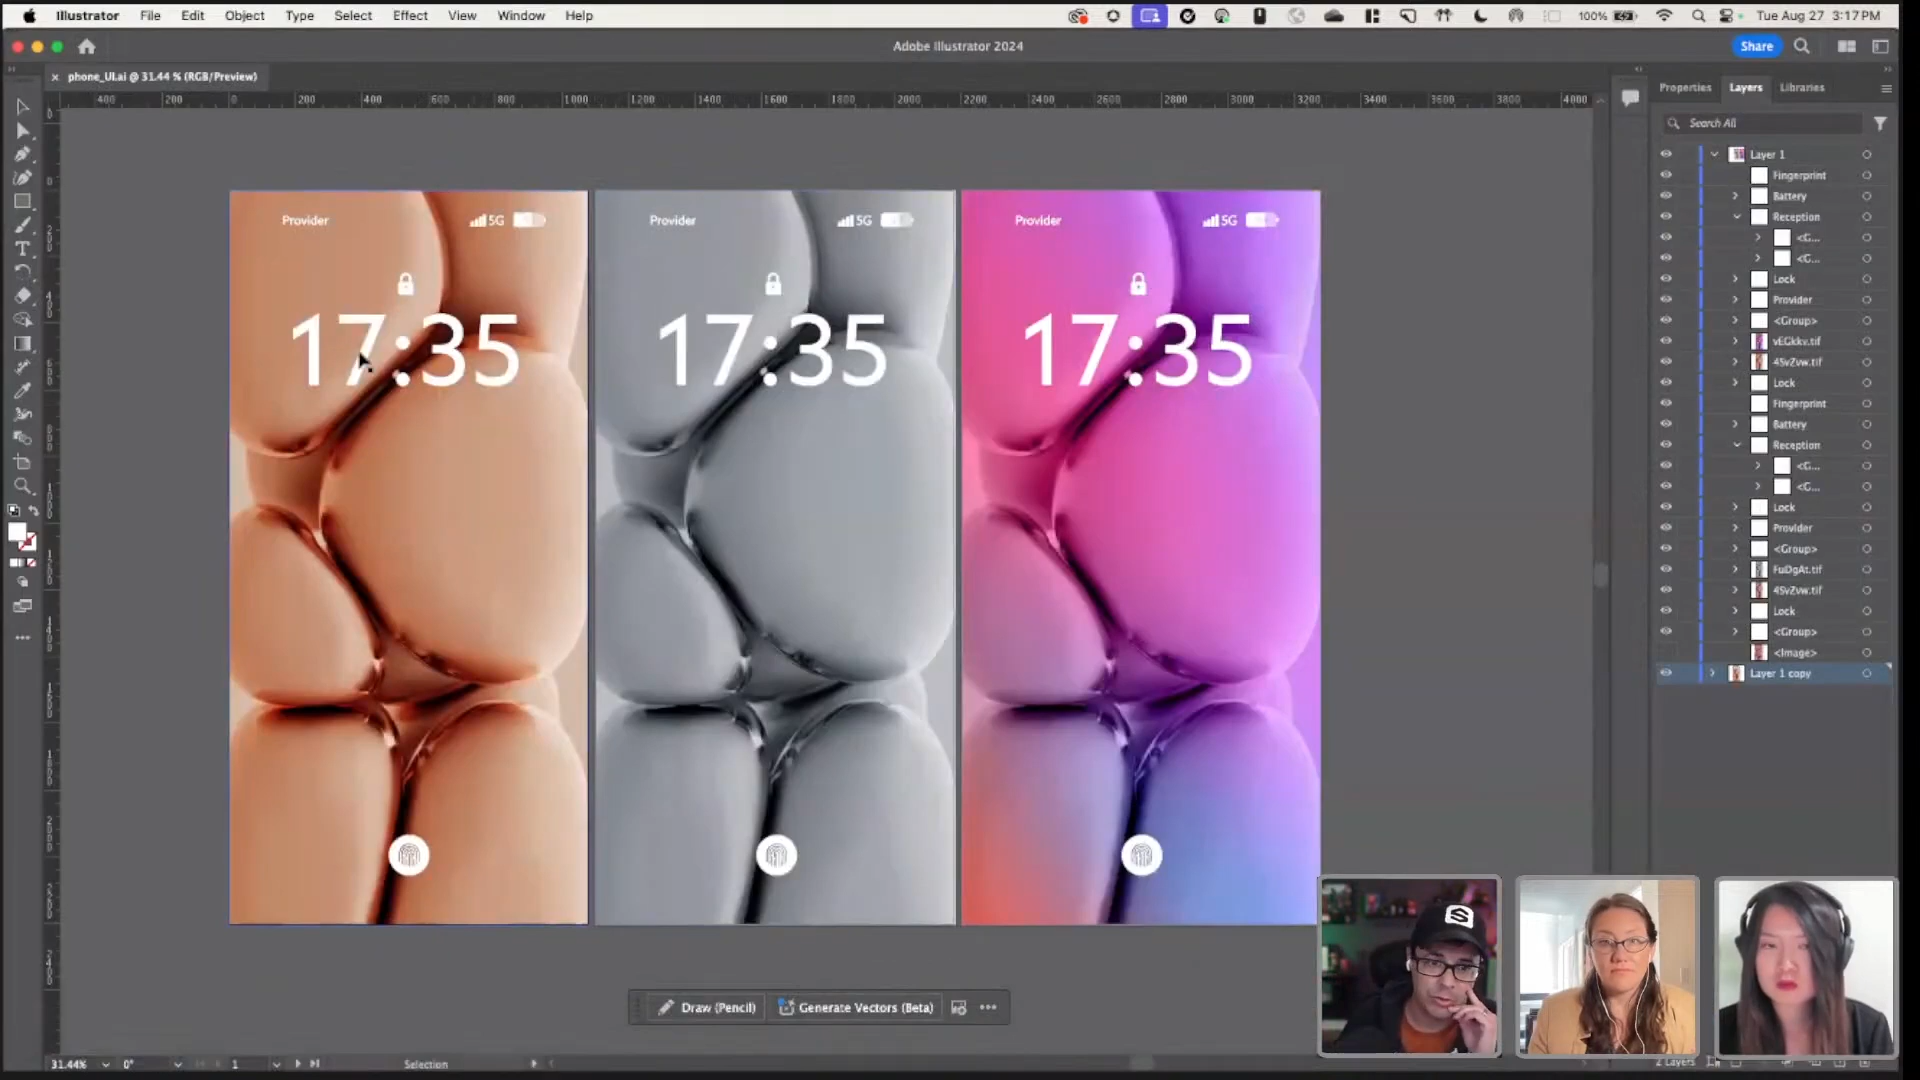 Illustrator File Edit Object Type Select Effect View Window Help 100% Tue Aug 27 3:17PM
Adobe Illustrator 2024
Share
× phone_UI.ai @ 31.44 % (RGB/Preview)
Properties Layers Libraries
400 200 0 200 400 600 800 1000 1200 1400 1600 1800 2000 2200 2400 2600 2800 3000 3200 3400 3600 3800 4000
Search All
Layer 1
Fingerprint
Battery
Reception
<G...
<G...
Lock
Provider
<Group>
vEGkkv.tif
4SvZvw.tif
Lock
Fingerprint
Battery
Reception
<G...
<G...
Lock
Provider
<Group>
FuDgAt.tif
4SvZvw.tif
Lock
<Group>
<Image>
Layer 1 copy
Provider 5G
17:35
Provider 5G
17:35
Provider 5G
17:35
Draw (Pencil) Generate Vectors (Beta)
31.44% 0° 1 Selection
2 Layers